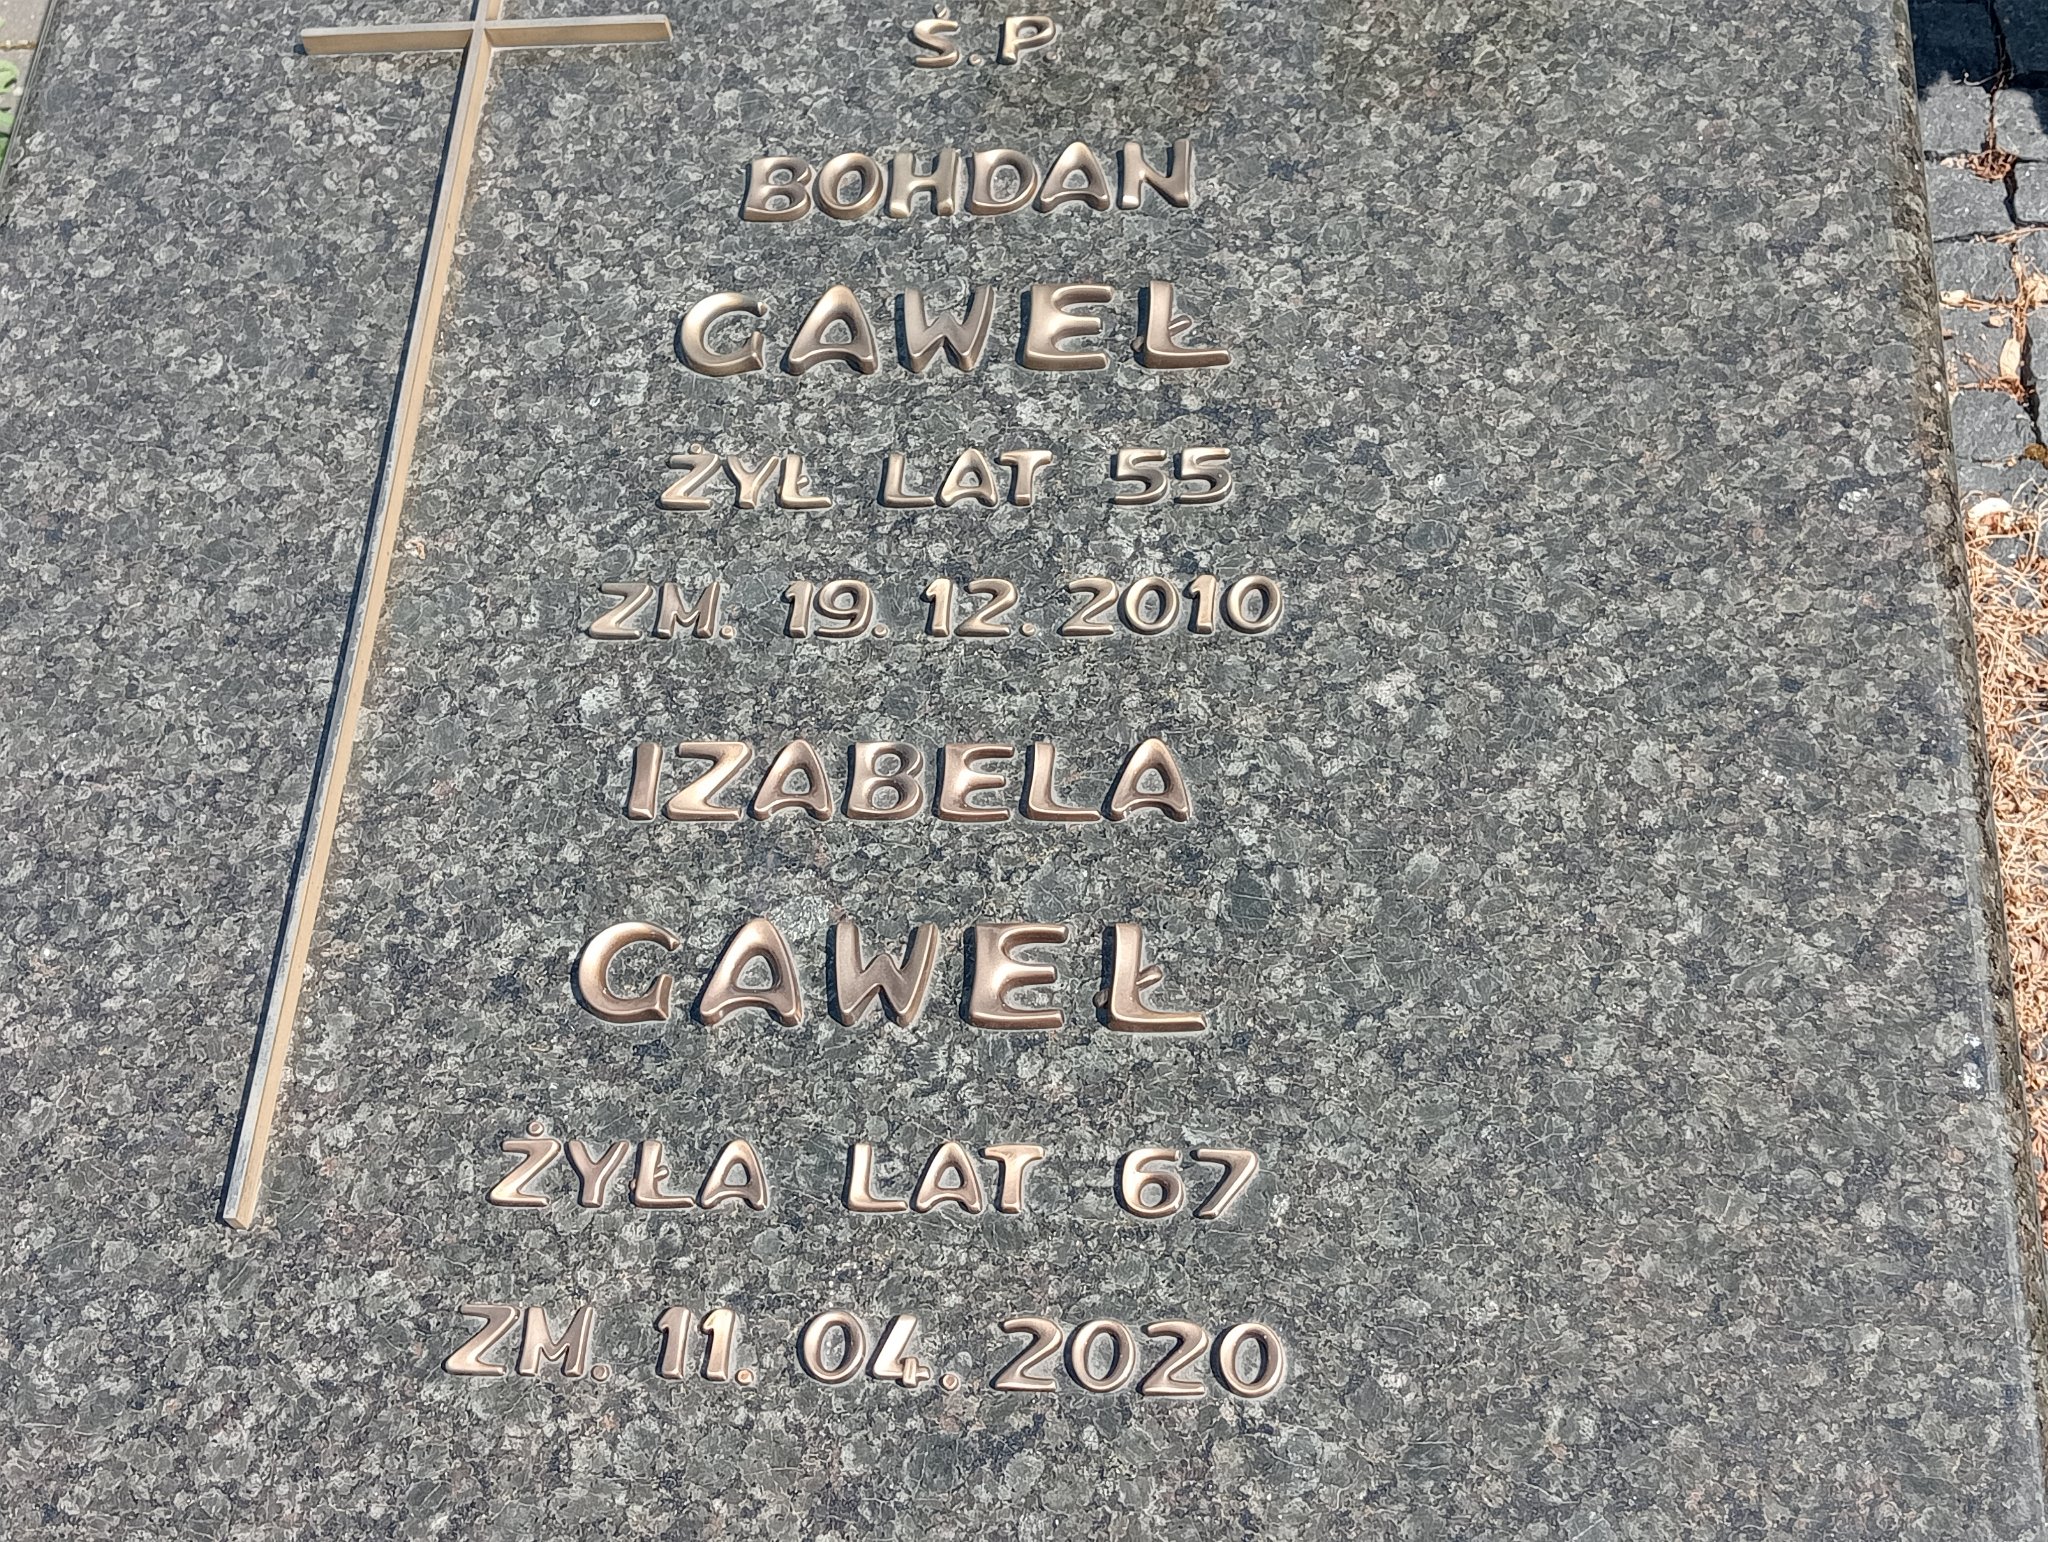 Ś.P.
BOHDAN
GAWEŁ
ŻYŁ LAT 55
ZM. 19.12.2010
IZABELA
GAWEŁ
ŻYŁA LAT 67
ZM. 11.04.2020